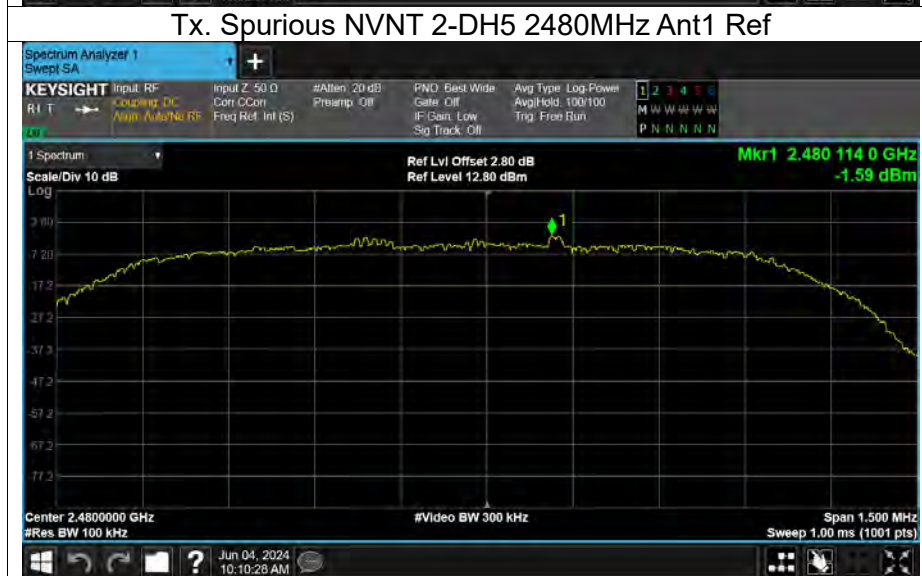 Tx. Spurious NVNT 2-DH5 2480MHz Ant1 Ref
Spectrum Analyzer 1
Swept SA
+
KEYSIGHT Input: RF Input Z: 50 Ω #Atten: 20 dB PNO: Best Wide Avg Type: Log-Power 1 2 3 4 5 6
RLT Coupling: DC Corr CCorr Preamp: Off Gate: Off Avg|Hold: 100/100 M W W W W W
Align: Auto/No RF Freq Ref: Int (S) IF Gain: Low Trig: Free Run
Sig Track: Off P N N N N N
1 Spectrum Ref Lvl Offset 2.80 dB Mkr1 2.480 114 0 GHz
Scale/Div 10 dB Ref Level 12.80 dBm -1.59 dBm
Log
2.80
1
-7.20
-17.2
-27.2
-37.2
-47.2
-57.2
-67.2
-77.2
Center 2.4800000 GHz #Video BW 300 kHz Span 1.500 MHz
#Res BW 100 kHz Sweep 1.00 ms (1001 pts)
? Jun 04, 2024
10:10:28 AM